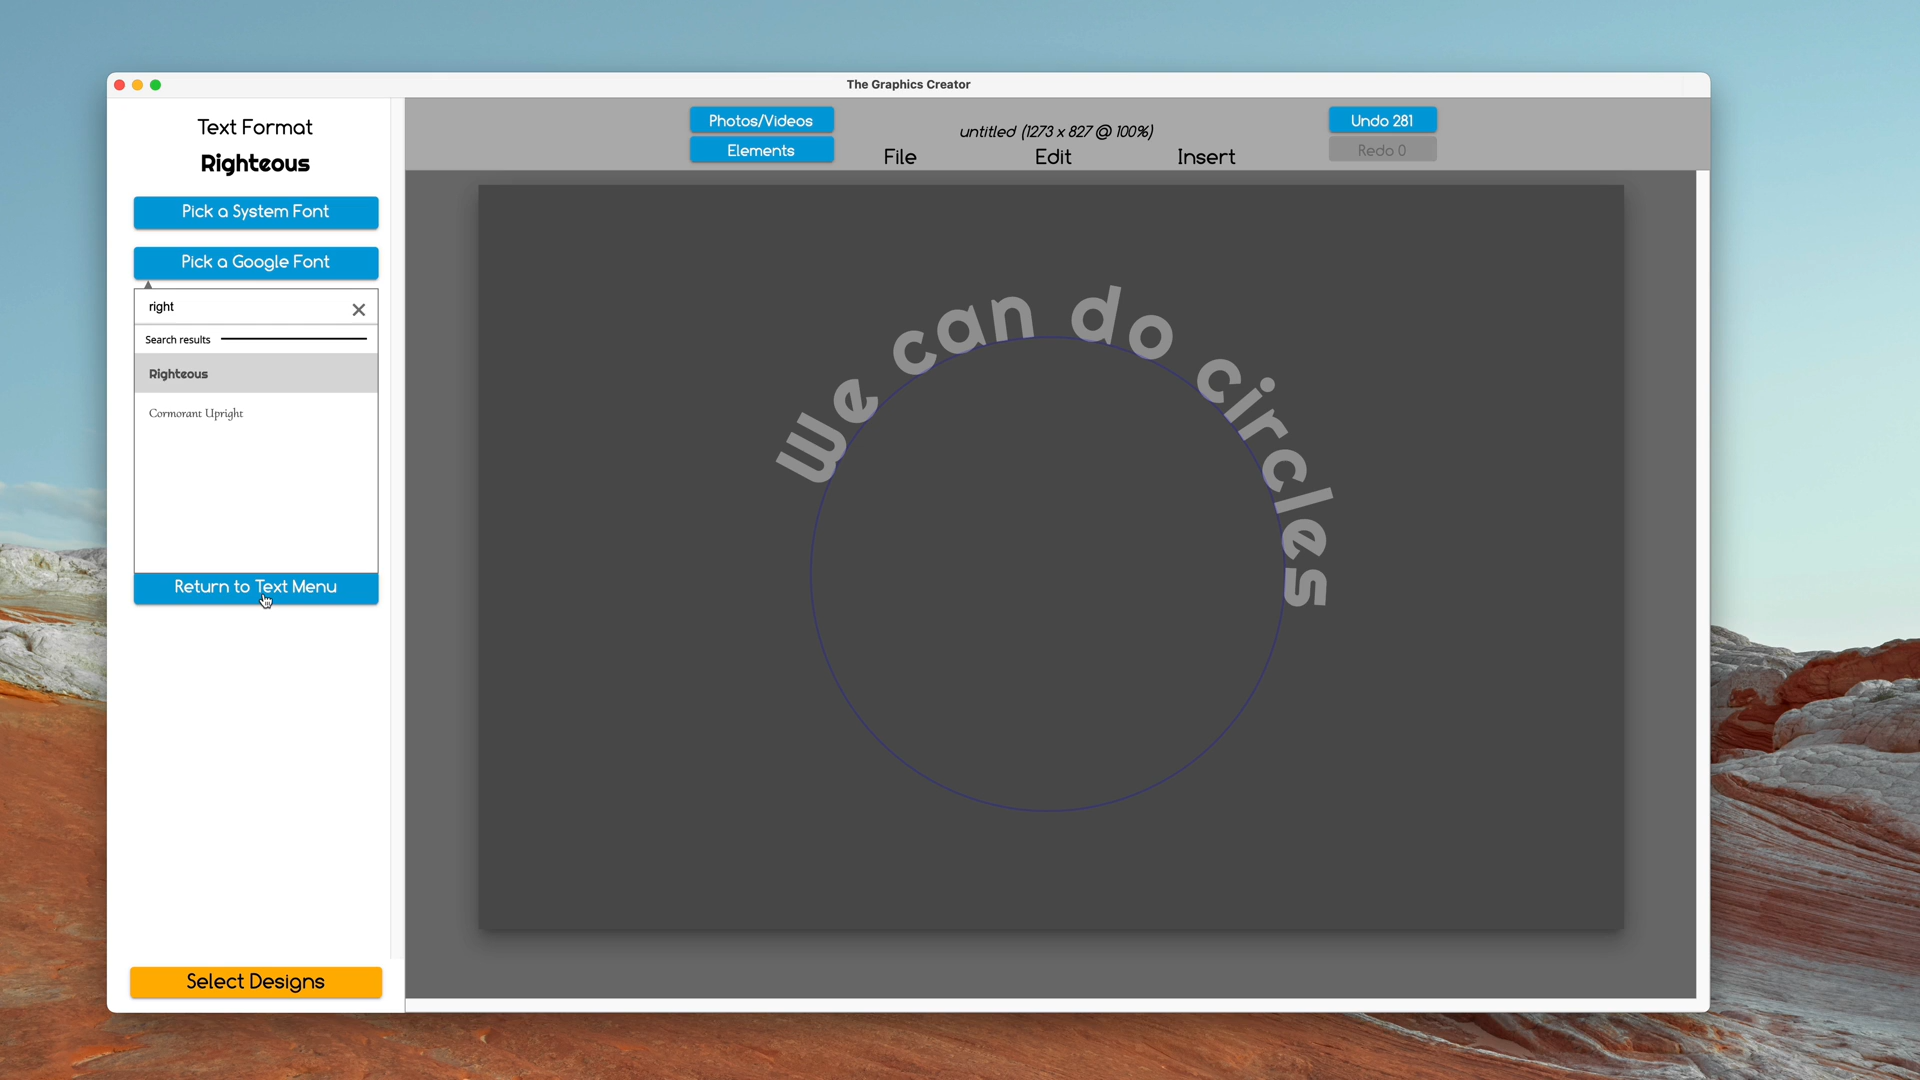 The Graphics Creator
Text Format
Righteous
Pick a System Font
Pick a Google Font
right
Search results
Righteous
Cormorant Upright
Return to Text Menu
Select Designs
Photos/Videos
Elements
untitled (1273 x 827 @ 100%)
File Edit Insert
Undo 281
Redo 0
We can do circles